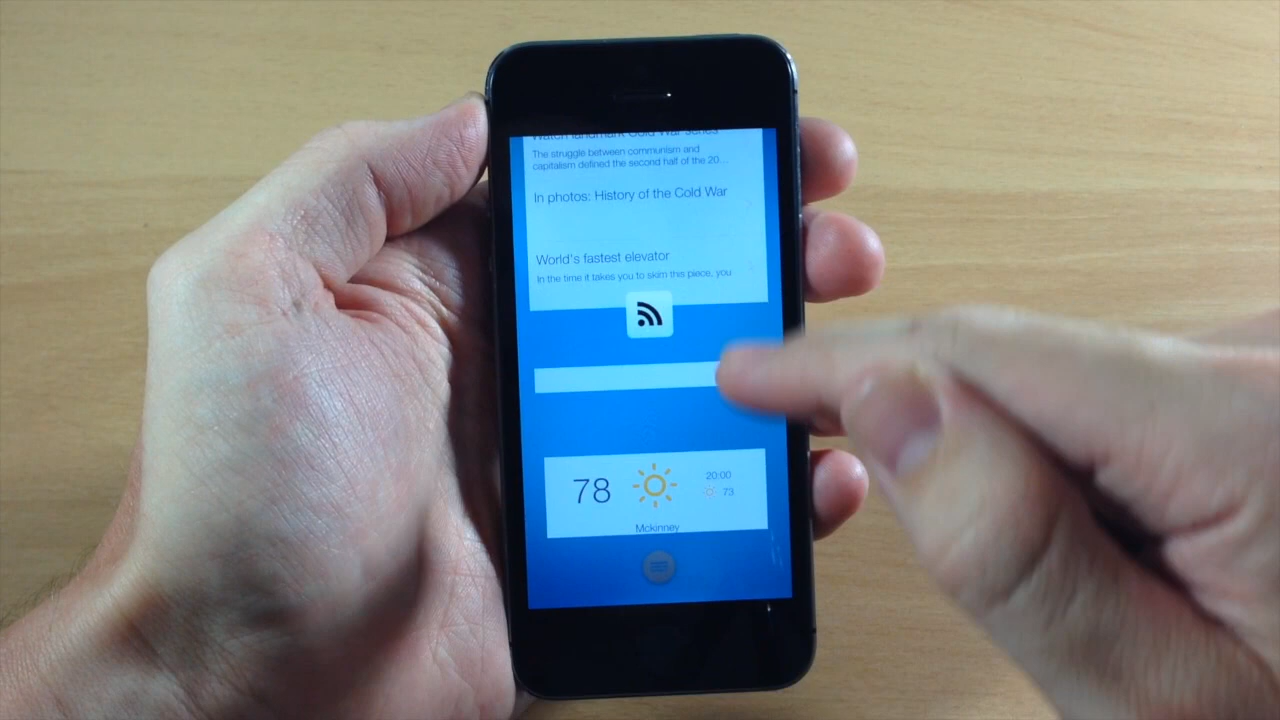 Watch landmark Cold War series
The struggle between communism and
capitalism defined the second half of the 20...
In photos: History of the Cold War
World's fastest elevator
In the time it takes you to skim this piece, you
78
20:00
73
Mckinney